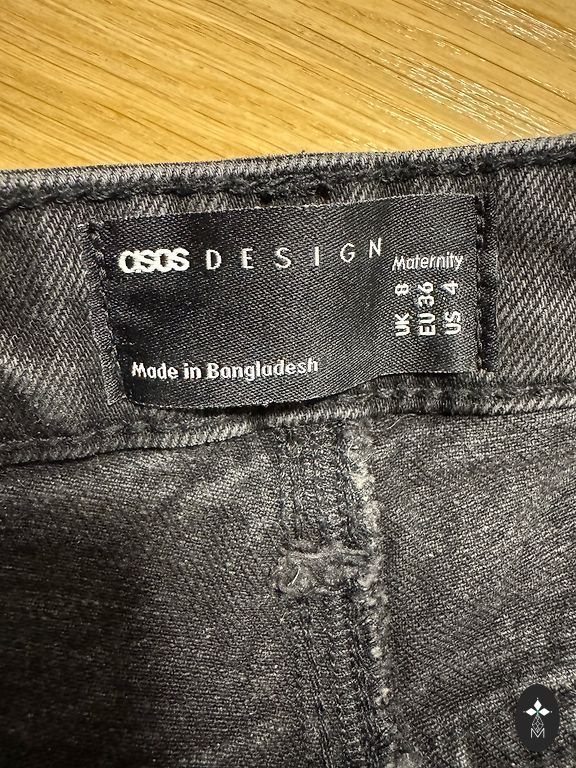 asos DESIGN
Maternity
UK 8
EU 36
US 4
Made in Bangladesh
M